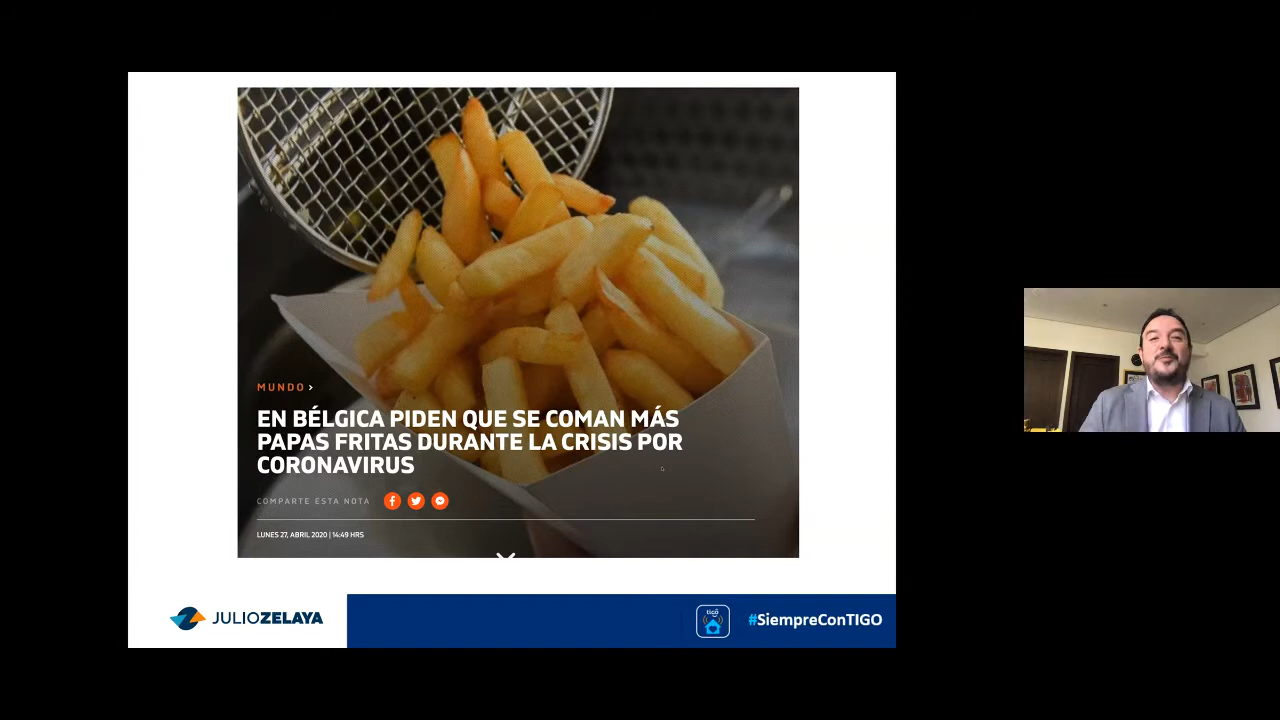 MUNDO >
EN BÉLGICA PIDEN QUE SE COMAN MÁS
PAPAS FRITAS DURANTE LA CRISIS POR
CORONAVIRUS
COMPARTE ESTA NOTA
LUNES 27, ABRIL 2020 | 14:49 HRS
JULIOZELAYA
tigo
#SiempreConTIGO